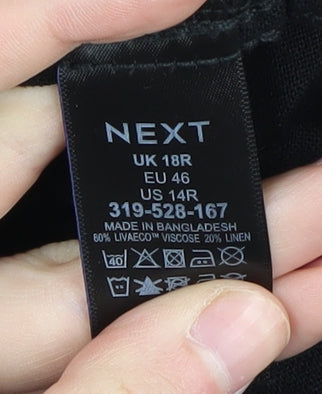 NEXT
UK 18R
EU 46
US 14R
319-528-167
MADE IN BANGLADESH
80% LIVAECO™ VISCOSE 20% LINEN
40